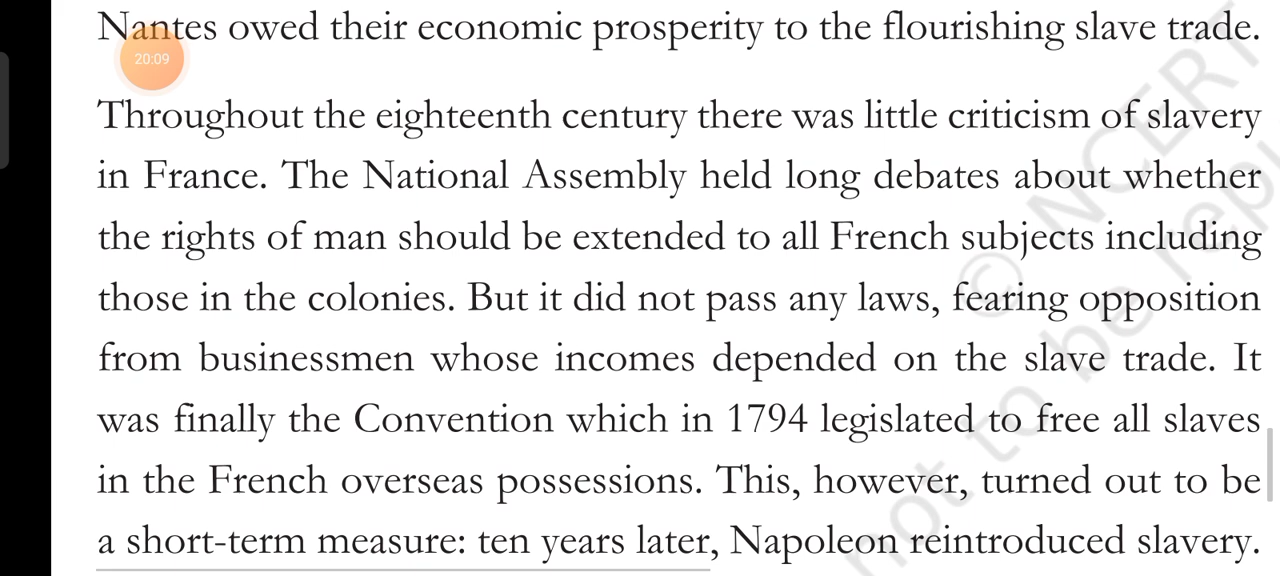 Nantes owed their economic prosperity to the flourishing slave trade.
20:09
Throughout the eighteenth century there was little criticism of slavery
in France. The National Assembly held long debates about whether
the rights of man should be extended to all French subjects including
those in the colonies. But it did not pass any laws, fearing opposition
from businessmen whose incomes depended on the slave trade. It
was finally the Convention which in 1794 legislated to free all slaves
in the French overseas possessions. This, however, turned out to be
a short-term measure: ten years later, Napoleon reintroduced slavery.
© NCERT
not to be repu